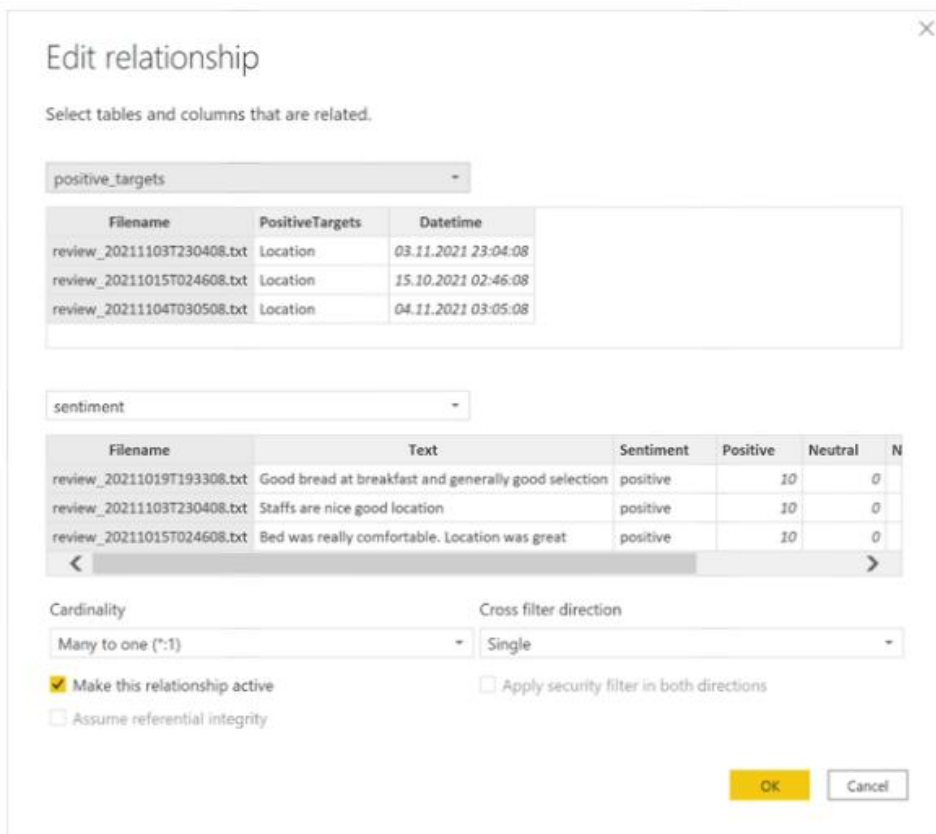 Edit relationship
Select tables and columns that are related.
positive_targets
Filename PositiveTargets Datetime
review_20211103T230408.txt Location 03.11.2021 23:04:08
review_20211015T024608.txt Location 15.10.2021 02:46:08
review_20211104T030508.txt Location 04.11.2021 03:05:08
sentiment
Filename Text Sentiment Positive Neutral N
review_20211019T193308.txt Good bread at breakfast and generally good selection positive 10 0
review_20211103T230408.txt Staffs are nice good location positive 10 0
review_20211015T024608.txt Bed was really comfortable. Location was great positive 10 0
Cardinality Cross filter direction
Many to one (*:1) Single
Make this relationship active Apply security filter in both directions
Assume referential integrity
OK Cancel